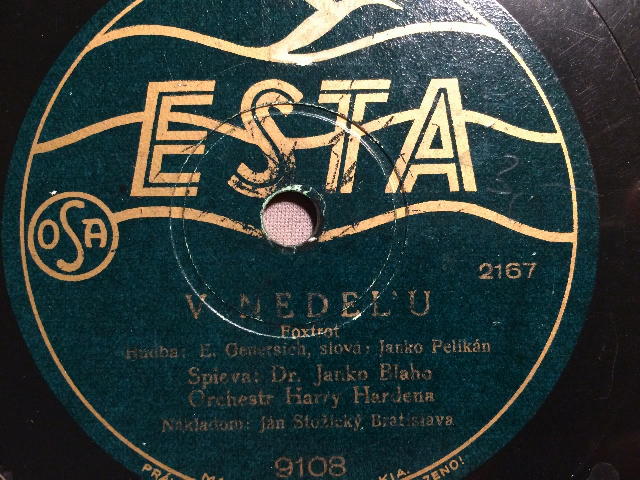 ESTA
OSA
2167
V NEDEL'U
Foxtrot
Hudba: E. Genersich, slová: Janko Pelikán
Spieva: Dr. Janko Blaho
Orchestr Harry Hardena
Nákladom: Ján Stožický, Bratislava
9108